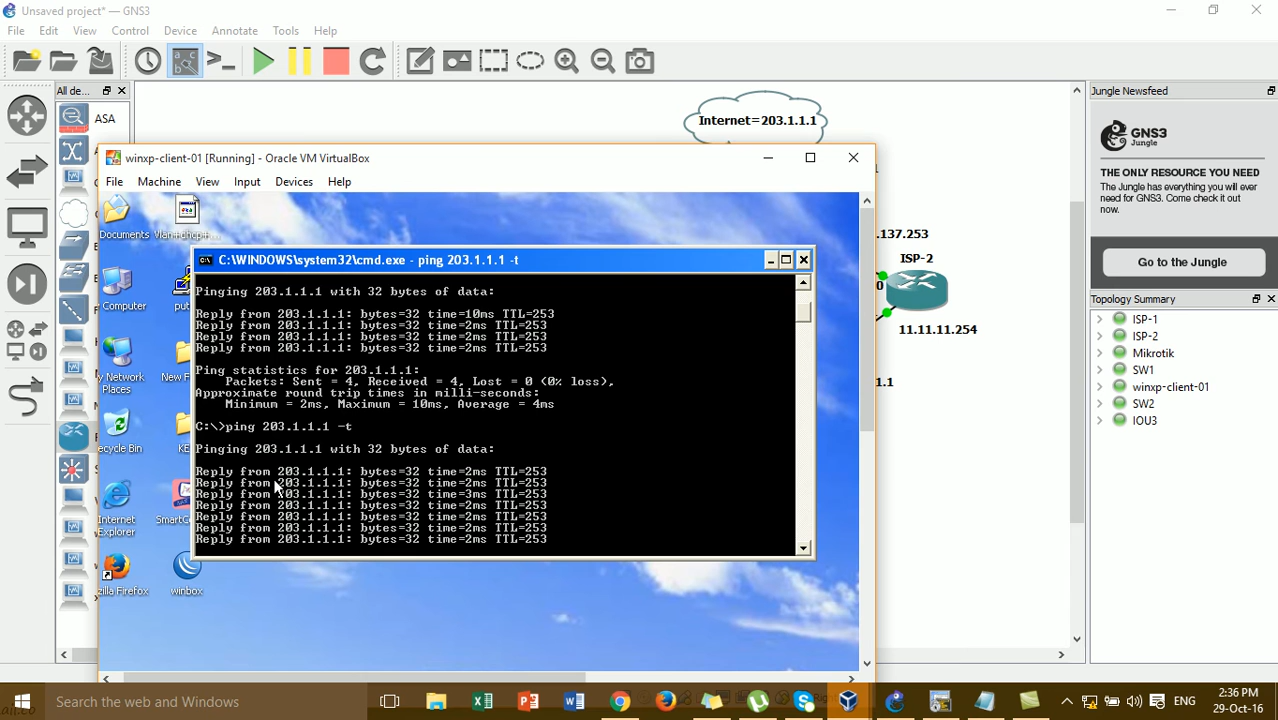 Unsaved project* — GNS3
File Edit View Control Device Annotate Tools Help
All de...
ASA
Internet=203.1.1.1
.137.253
ISP-2
11.11.11.254
Jungle Newsfeed
GNS3
Jungle
THE ONLY RESOURCE YOU NEED
The Jungle has everything you will ever
need for GNS3. Come check it out
now.
Go to the Jungle
Topology Summary
ISP-1
ISP-2
Mikrotik
SW1
winxp-client-01
SW2
IOU3
winxp-client-01 [Running] - Oracle VM VirtualBox
File Machine View Input Devices Help
Documents
Computer
put
y Network
Places
New F
Recycle Bin
KE
Internet
Explorer
SmartC
zilla Firefox
winbox
C:\WINDOWS\system32\cmd.exe - ping 203.1.1.1 -t
Pinging 203.1.1.1 with 32 bytes of data:
Reply from 203.1.1.1: bytes=32 time=10ms TTL=253
Reply from 203.1.1.1: bytes=32 time=2ms TTL=253
Reply from 203.1.1.1: bytes=32 time=2ms TTL=253
Reply from 203.1.1.1: bytes=32 time=2ms TTL=253
Ping statistics for 203.1.1.1:
Packets: Sent = 4, Received = 4, Lost = 0 (0% loss),
Approximate round trip times in milli-seconds:
Minimum = 2ms, Maximum = 10ms, Average = 4ms
C:\>ping 203.1.1.1 -t
Pinging 203.1.1.1 with 32 bytes of data:
Reply from 203.1.1.1: bytes=32 time=2ms TTL=253
Reply from 203.1.1.1: bytes=32 time=2ms TTL=253
Reply from 203.1.1.1: bytes=32 time=3ms TTL=253
Reply from 203.1.1.1: bytes=32 time=2ms TTL=253
Reply from 203.1.1.1: bytes=32 time=2ms TTL=253
Reply from 203.1.1.1: bytes=32 time=2ms TTL=253
Reply from 203.1.1.1: bytes=32 time=2ms TTL=253
Search the web and Windows
ENG
2:36 PM
29-Oct-16